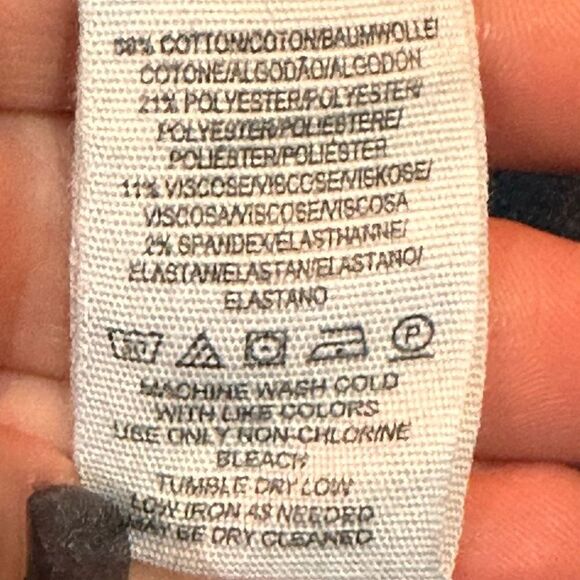 COTTON/COTON/BAUMWOLLE/
COTONE/ALGODÃO/ALGODÓN
21% POLYESTER/POLYESTER/
POLYESTER/POLIESTERE/
POLIÉSTER/POLIÉSTER
11% VISCOSE/VISCOSE/VISKOSE/
VISCOSA/VISCOSE/VISCOSA
2% SPANDEX/ÉLASTHANNE/
ELASTAN/ELASTAN/ELASTANO/
ELASTANO
P
MACHINE WASH COLD
WITH LIKE COLORS
USE ONLY NON-CHLORINE
BLEACH
TUMBLE DRY LOW
LOW IRON AS NEEDED
MAY BE DRY CLEANED